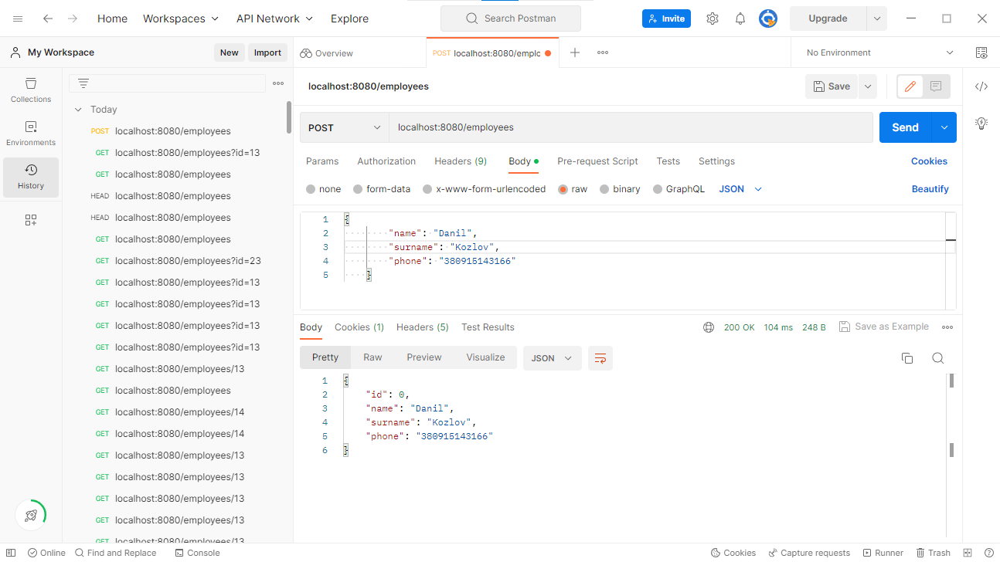 Home Workspaces API Network Explore Search Postman Invite Upgrade
My Workspace New Import Overview POST localhost:8080/emplc No Environment
Collections
Environments
History
Today
POST localhost:8080/employees
GET localhost:8080/employees?id=13
GET localhost:8080/employees
HEAD localhost:8080/employees
HEAD localhost:8080/employees
GET localhost:8080/employees
GET localhost:8080/employees?id=23
GET localhost:8080/employees?id=13
GET localhost:8080/employees?id=13
GET localhost:8080/employees?id=13
GET localhost:8080/employees?id=13
GET localhost:8080/employees/13
GET localhost:8080/employees
GET localhost:8080/employees/14
GET localhost:8080/employees/14
GET localhost:8080/employees/13
GET localhost:8080/employees/13
GET localhost:8080/employees/13
GET localhost:8080/employees/13
GET localhost:8080/employees/13
localhost:8080/employees Save
POST localhost:8080/employees Send
Params Authorization Headers (9) Body Pre-request Script Tests Settings Cookies
none form-data x-www-form-urlencoded raw binary GraphQL JSON Beautify
1 {
2 "name": "Danil",
3 "surname": "Kozlov",
4 "phone": "380915143166"
5 }
Body Cookies (1) Headers (5) Test Results 200 OK 104 ms 248 B Save as Example
Pretty Raw Preview Visualize JSON
1 {
2 "id": 0,
3 "name": "Danil",
4 "surname": "Kozlov",
5 "phone": "380915143166"
6 }
Online Find and Replace Console Cookies Capture requests Runner Trash